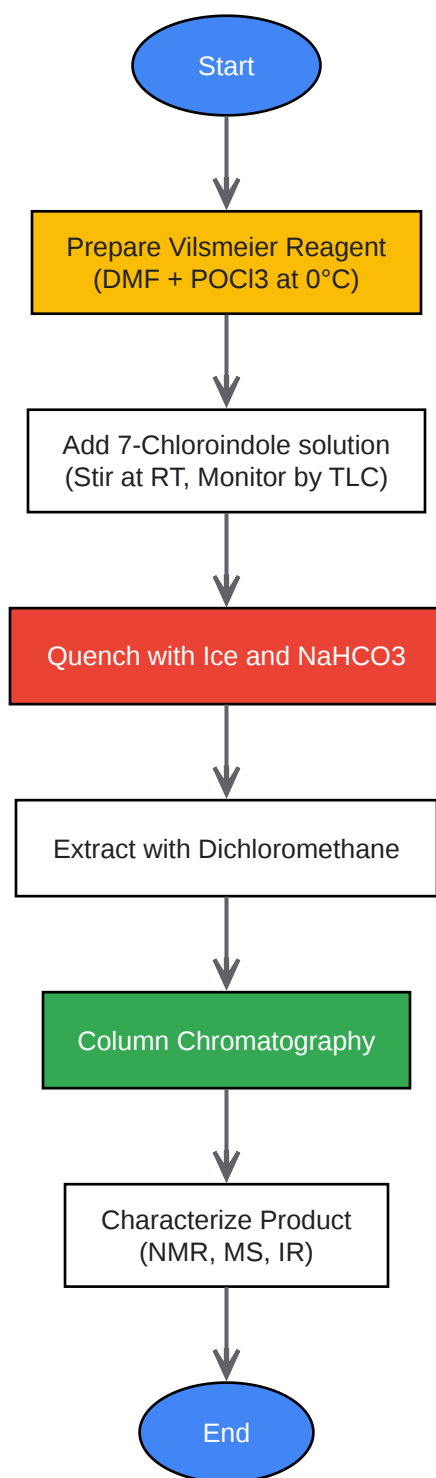 Start
Prepare Vilsmeier Reagent
(DMF + POCl3 at 0°C)
Add 7-Chloroindole solution
(Stir at RT, Monitor by TLC)
Quench with Ice and NaHCO3
Extract with Dichloromethane
Column Chromatography
Characterize Product
(NMR, MS, IR)
End